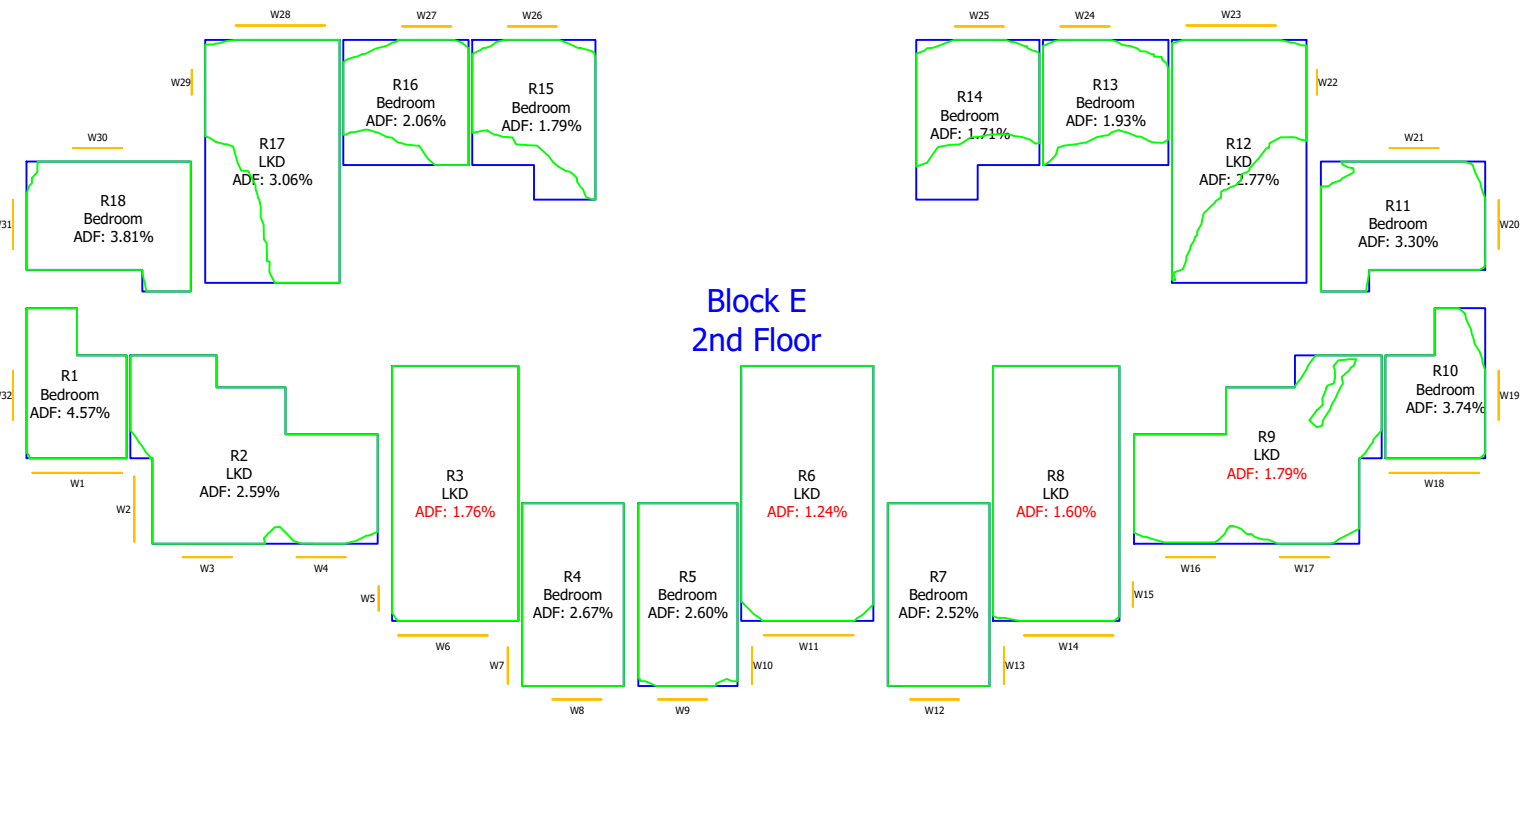 W28
W27
W26
W25
W24
W23
W29
W22
R16
Bedroom
ADF: 2.06%
R15
Bedroom
ADF: 1.79%
R14
Bedroom
ADF: 1.71%
R13
Bedroom
ADF: 1.93%
W30
W21
R17
LKD
ADF: 3.06%
R12
LKD
ADF: 2.77%
R18
Bedroom
ADF: 3.81%
R11
Bedroom
ADF: 3.30%
W31
W20
Block E
2nd Floor
R1
Bedroom
ADF: 4.57%
R10
Bedroom
ADF: 3.74%
W32
W19
R2
LKD
ADF: 2.59%
R3
LKD
ADF: 1.76%
R6
LKD
ADF: 1.24%
R8
LKD
ADF: 1.60%
R9
LKD
ADF: 1.79%
W1
W18
W2
W3
W4
W16
W17
R4
Bedroom
ADF: 2.67%
R5
Bedroom
ADF: 2.60%
R7
Bedroom
ADF: 2.52%
W5
W15
W6
W11
W14
W7
W10
W13
W8
W9
W12